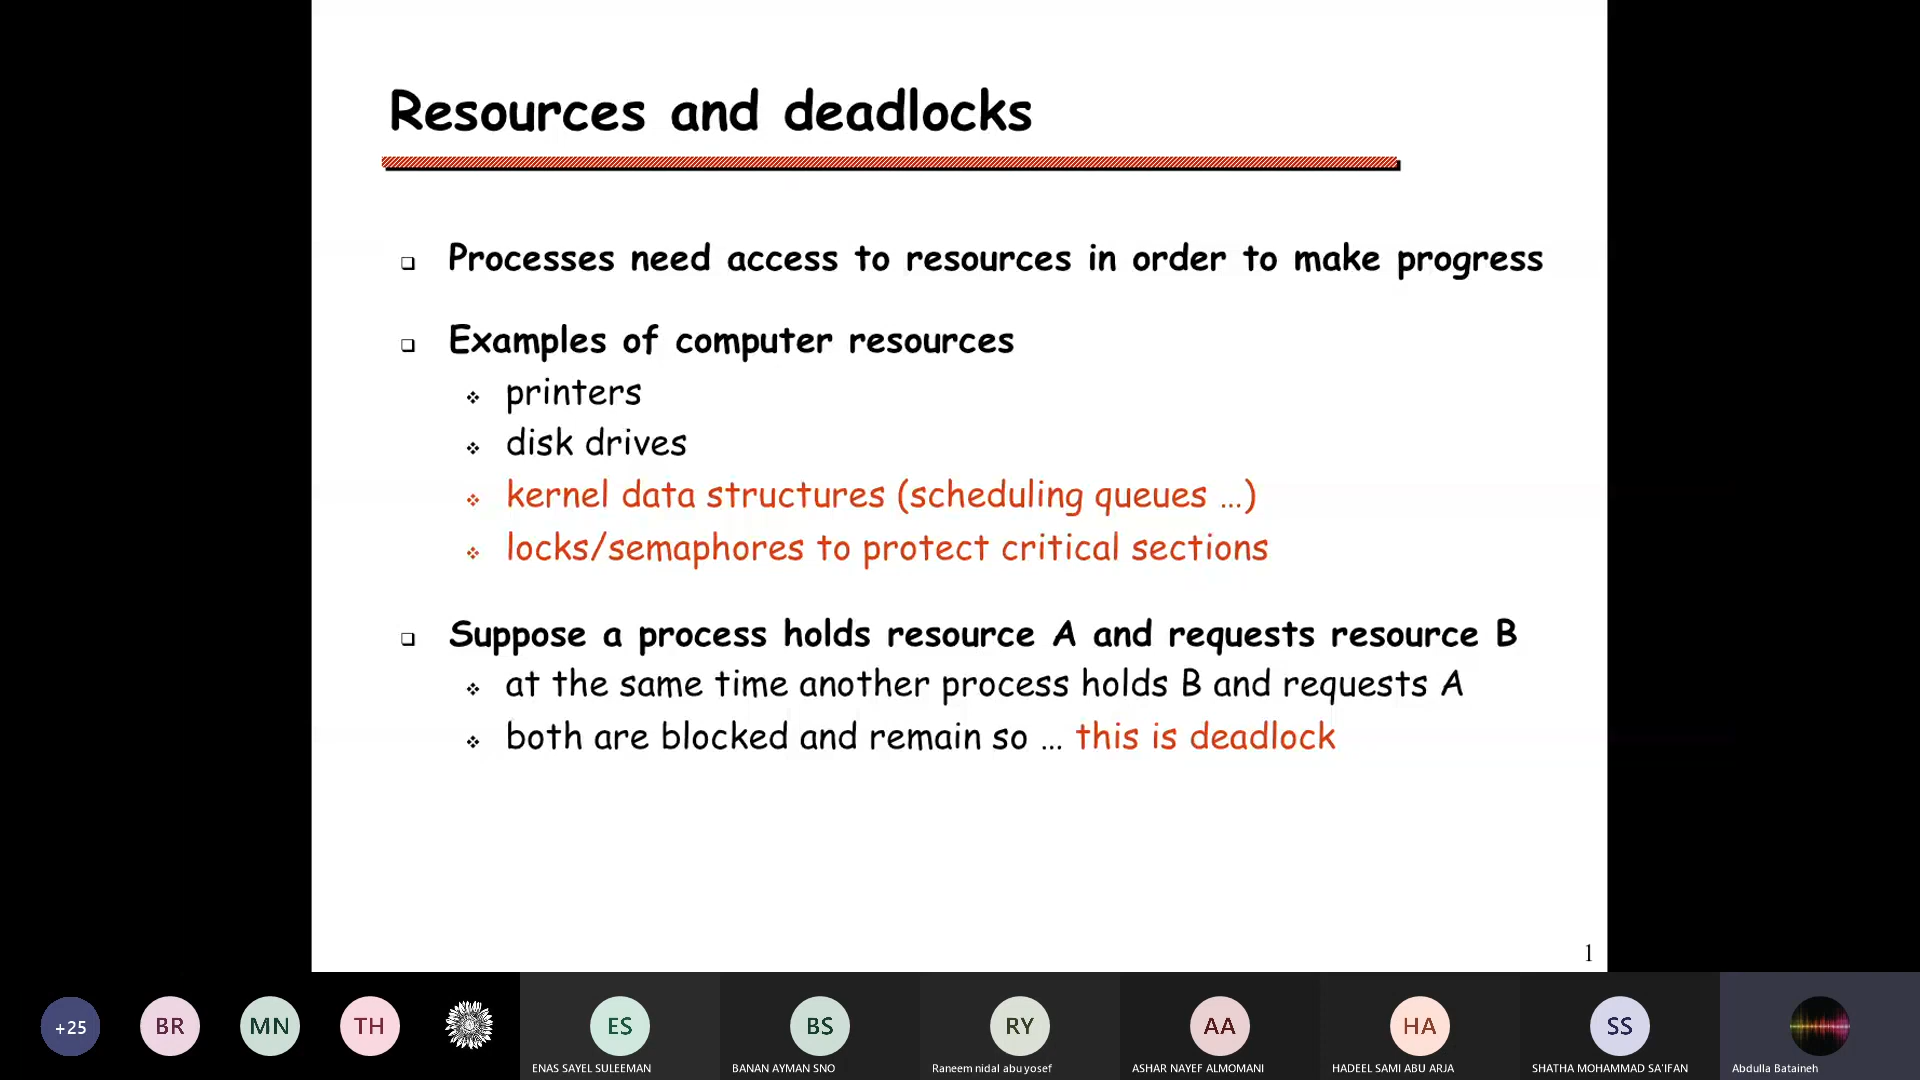 Resources and deadlocks
Processes need access to resources in order to make progress
Examples of computer resources
printers
disk drives
kernel data structures (scheduling queues ...)
locks/semaphores to protect critical sections
Suppose a process holds resource A and requests resource B
at the same time another process holds B and requests A
both are blocked and remain so ... this is deadlock
1
+25
BR
MN
TH
ES
BS
RY
AA
HA
SS
ENAS SAYEL SULEEMAN
BANAN AYMAN SNO
Raneem nidal abu yosef
ASHAR NAYEF ALMOMANI
HADEEL SAMI ABU ARJA
SHATHA MOHAMMAD SA'IFAN
Abdulla Bataineh